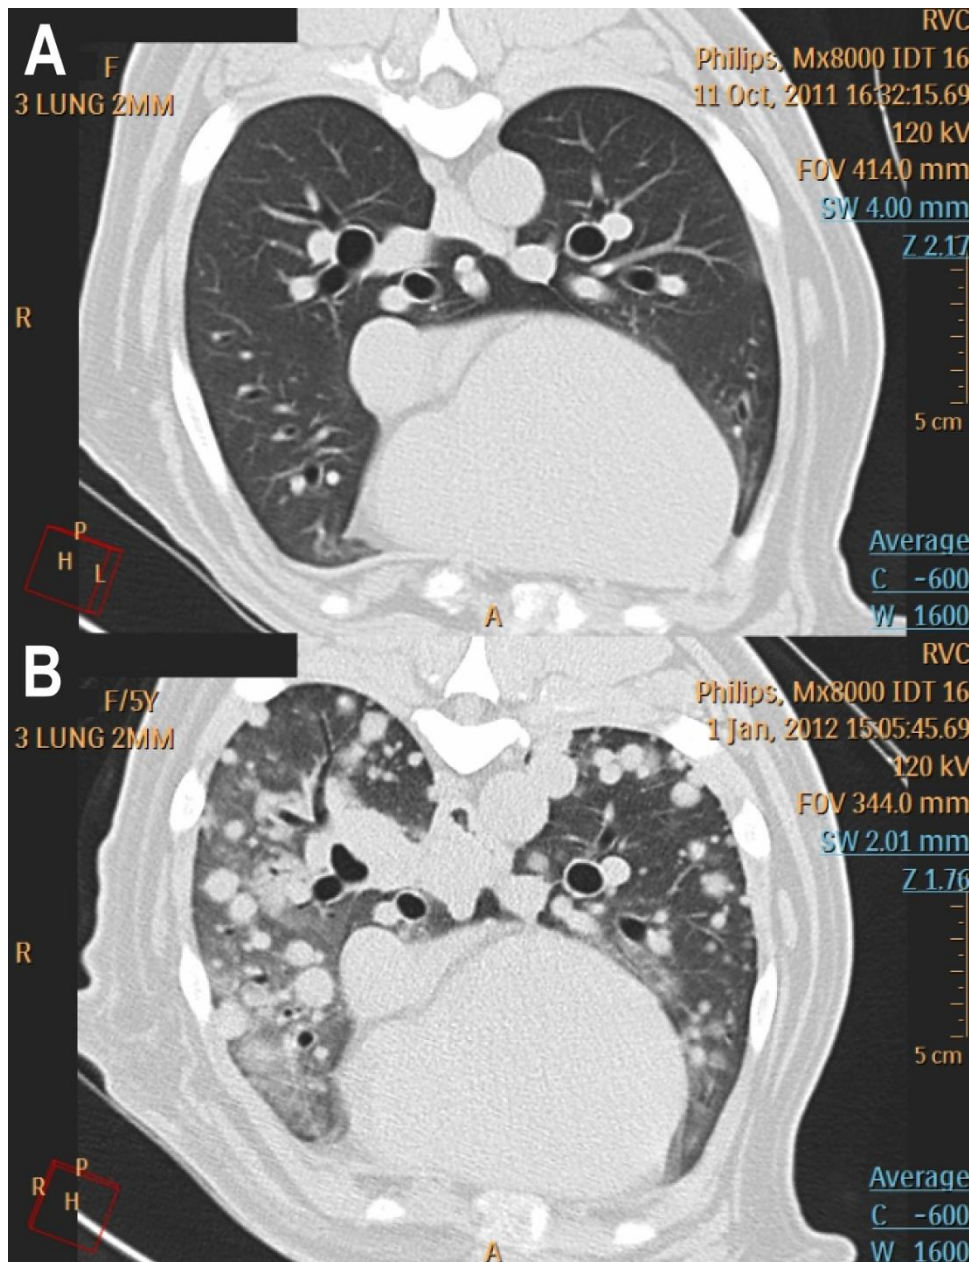 A
F
3 LUNG 2MM
RVC
Philips, Mx8000 IDT 16
11 Oct, 2011 16:32:15.69
120 kV
FOV 414.0 mm
SW 4.00 mm
Z 2.17
R
5 cm
P
H
L
A
Average
C -600
W 1600
B
F/5Y
3 LUNG 2MM
RVC
Philips, Mx8000 IDT 16
1 Jan, 2012 15:05:45.69
120 kV
FOV 344.0 mm
SW 2.01 mm
Z 1.76
R
5 cm
P
R
H
A
Average
C -600
W 1600